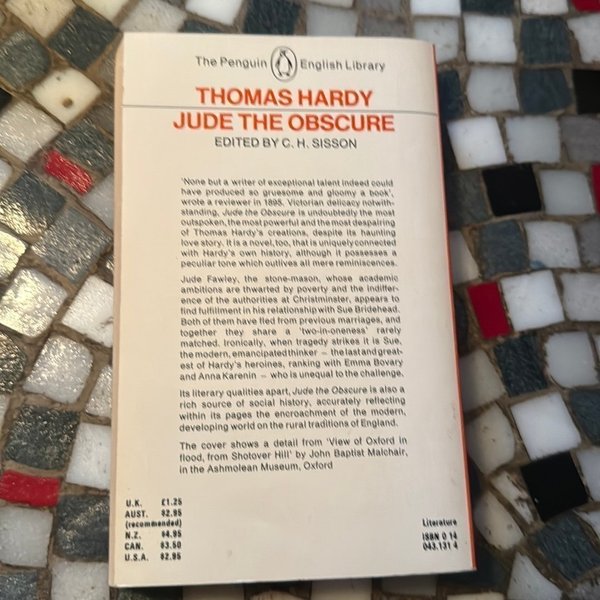 The Penguin English Library
THOMAS HARDY
JUDE THE OBSCURE
EDITED BY C. H. SISSON
'None but a writer of exceptional talent indeed could
have produced so gruesome and gloomy a book',
wrote a reviewer in 1895. Victorian delicacy notwith-
standing, Jude the Obscure is undoubtedly the most
outspoken, the most powerful and the most despairing
of Thomas Hardy's creations, despite its haunting
love story. It is a novel, too, that is uniquely connected
with Hardy's own history, although it possesses a
peculiar tone which outlives all mere reminiscences.
Jude Fawley, the stone-mason, whose academic
ambitions are thwarted by poverty and the indiffer-
ence of the authorities at Christminster, appears to
find fulfillment in his relationship with Sue Bridehead.
Both of them have fled from previous marriages, and
together they share a 'two-in-oneness' rarely
matched. Ironically, when tragedy strikes it is Sue,
the modern, emancipated thinker – the last and great-
est of Hardy's heroines, ranking with Emma Bovary
and Anna Karenin – who is unequal to the challenge.
Its literary qualities apart, Jude the Obscure is also a
rich source of social history, accurately reflecting
within its pages the encroachment of the modern,
developing world on the rural traditions of England.
The cover shows a detail from 'View of Oxford in
flood, from Shotover Hill' by John Baptist Malchair,
in the Ashmolean Museum, Oxford
U.K. £1.25
AUST. $2.95
(recommended)
N.Z. $4.95
CAN. $3.50
U.S.A. $2.95
Literature
ISBN 0 14
043.131 4